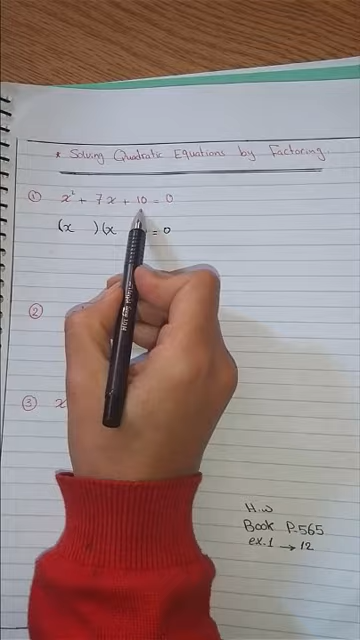 * Solving Quadratic Equations by Factoring.
① x² + 7x + 10 = 0
(x )(x = 0
②
③ x
H.w
Book P.565
ex.1 → 12